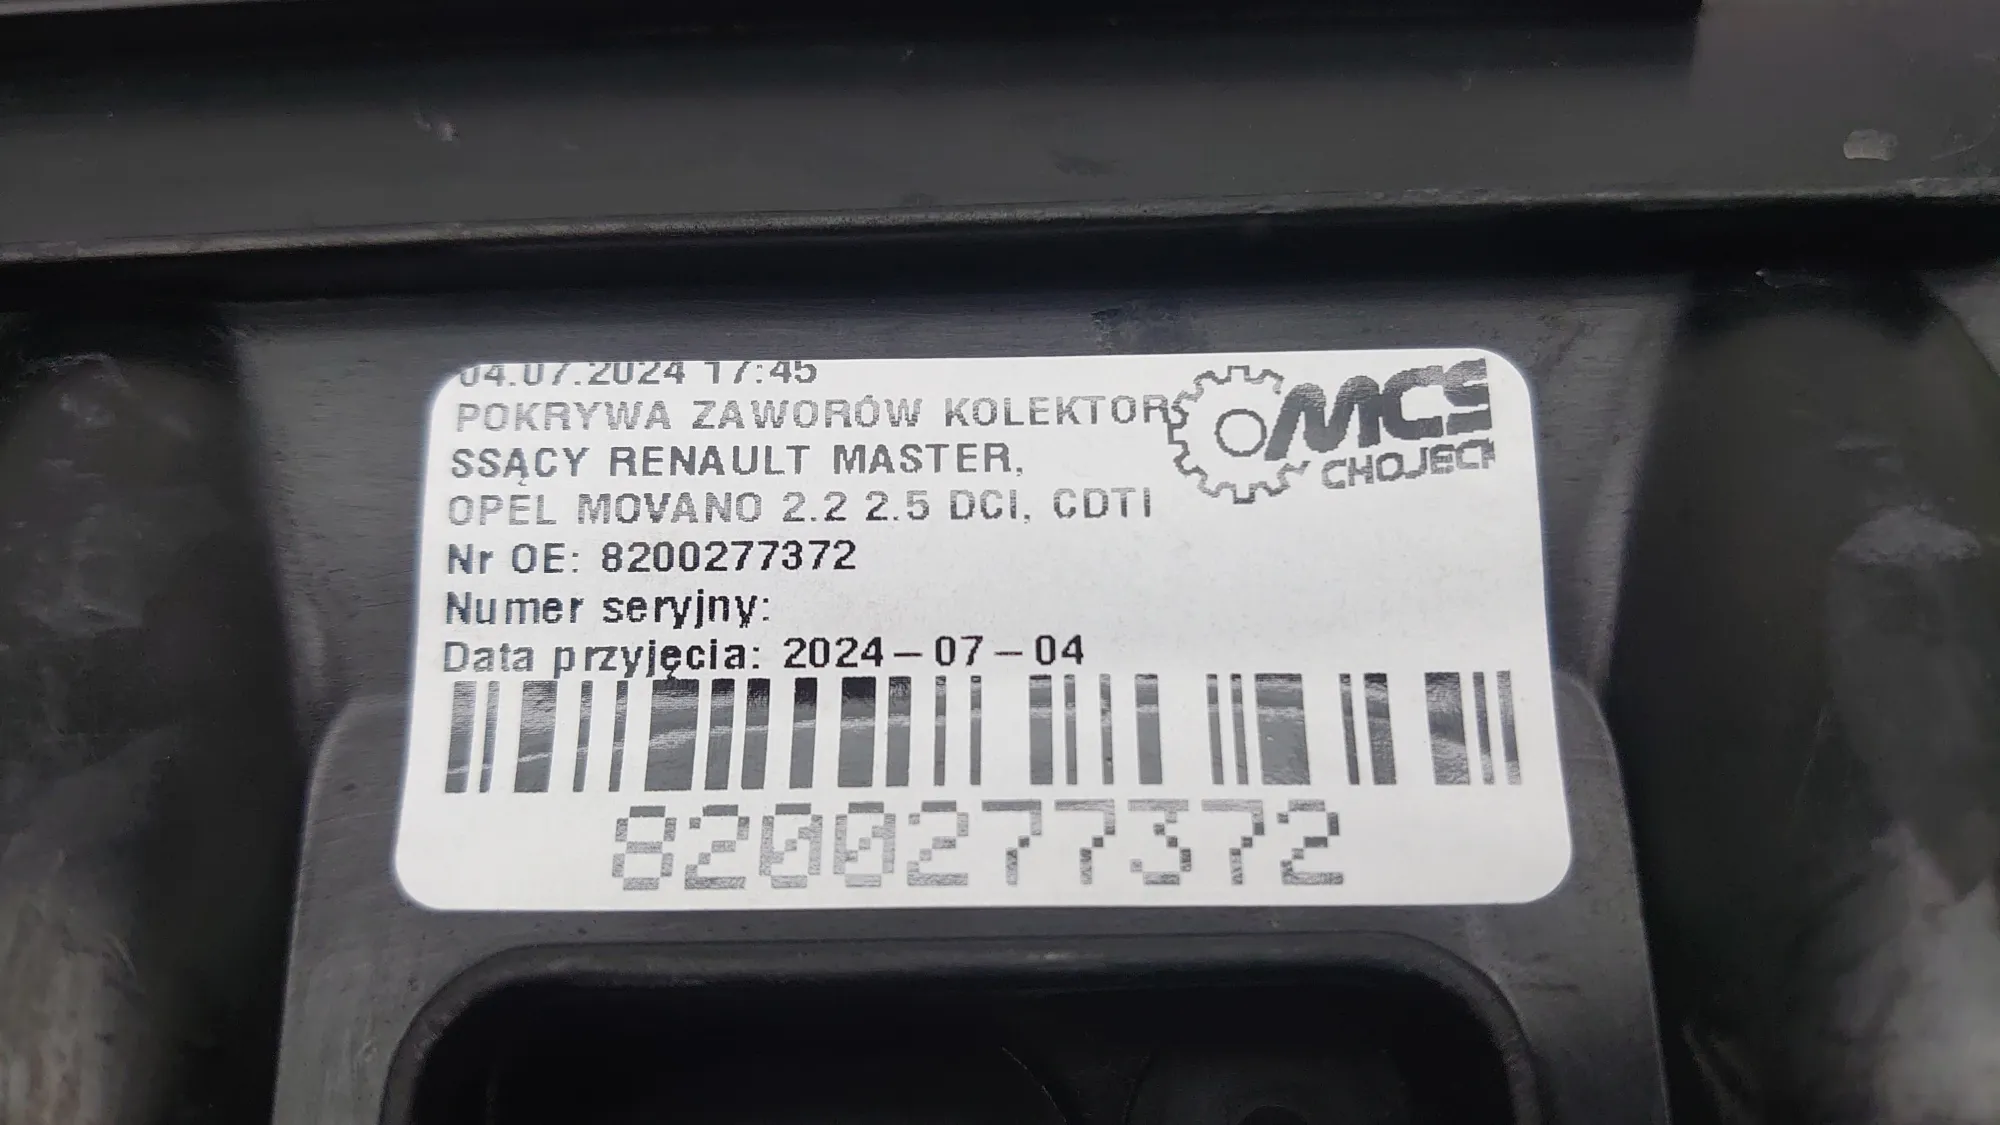 04.07.2024 17:45
POKRYWA ZAWORÓW KOLEKTOR
SSĄCY RENAULT MASTER,
OPEL MOVANO 2.2 2.5 DCI, CDTI
Nr OE: 8200277372
Numer seryjny:
Data przyjęcia: 2024-07-04
8200277372
MCS
CHOJECKI